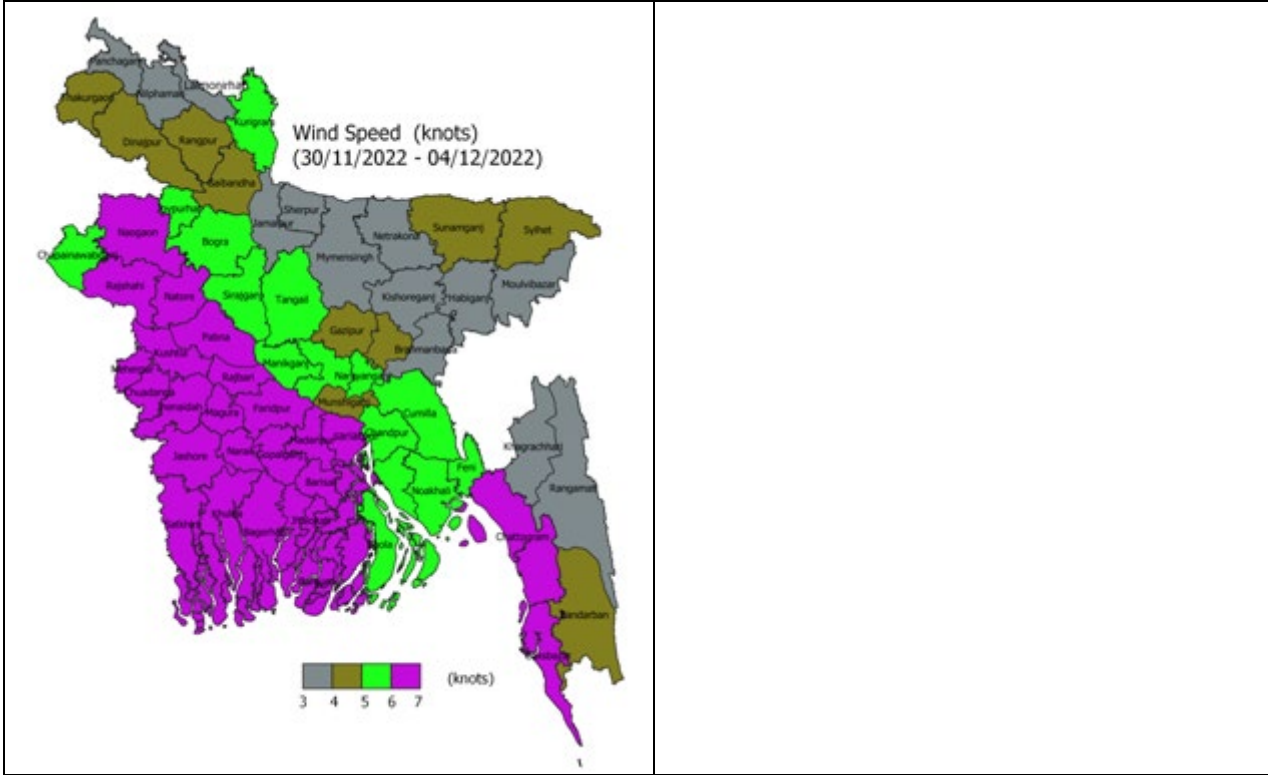 Panchagarh
Lalmonirhat
Nilphamari
Thakurgaon
Kurigram
Wind Speed (knots)
(30/11/2022 - 04/12/2022)
Rangpur
Dinajpur
Gaibandha
Joypurhat
Sherpur
Jamalpur
Naogaon
Sunamganj
Sylhet
Netrakona
Bogra
Chapainawabganj
Mymensingh
Rajshahi
Natore
Sirajganj
Tangail
Kishoreganj
Habiganj
Moulvibazar
Gazipur
Pabna
Kushtia
Brahmanbaria
Manikganj
Meherpur
Rajbari
Narayanganj
Chuadanga
Jhenaidah
Magura
Faridpur
Munshiganj
Cumilla
Chandpur
Madaripur
Khagrachhari
Jashore
Narail
Gopalganj
Feni
Barisal
Noakhali
Rangamati
Satkhira
Khulna
Bagerhat
Chattogram
Bhola
Bandarban
3 4 5 6 7
(knots)